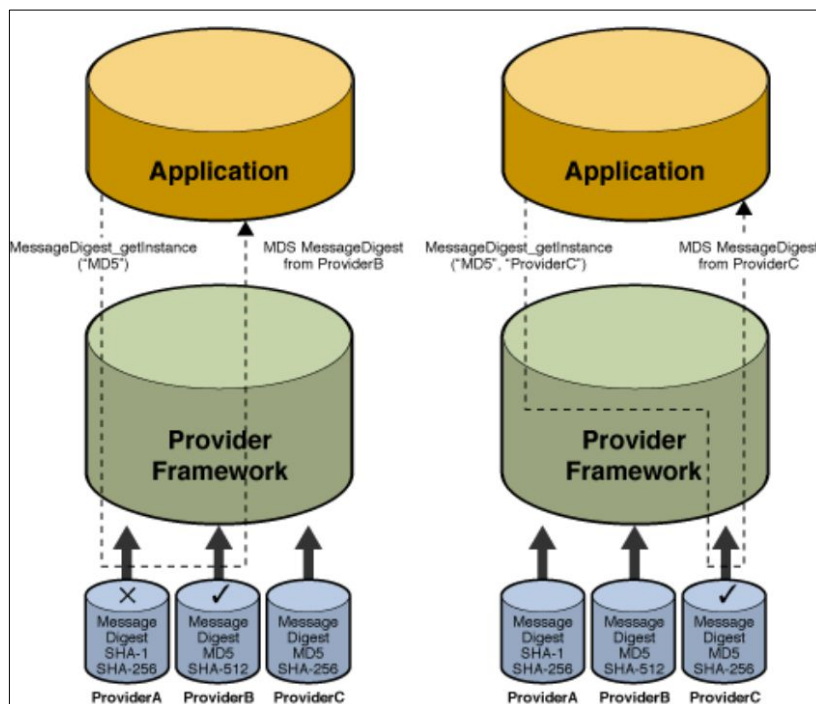 Application
MessageDigest_getInstance
("MD5")
MDS MessageDigest
from ProviderB
Provider
Framework
×
Message
Digest
SHA-1
SHA-256
ProviderA
✓
Message
Digest
MD5
SHA-512
ProviderB
Message
Digest
MD5
SHA-256
ProviderC
Application
MessageDigest_getInstance
("MD5", "ProviderC")
MDS MessageDigest
from ProviderC
Provider
Framework
Message
Digest
SHA-1
SHA-256
ProviderA
Message
Digest
MD5
SHA-512
ProviderB
✓
Message
Digest
MD5
SHA-256
ProviderC